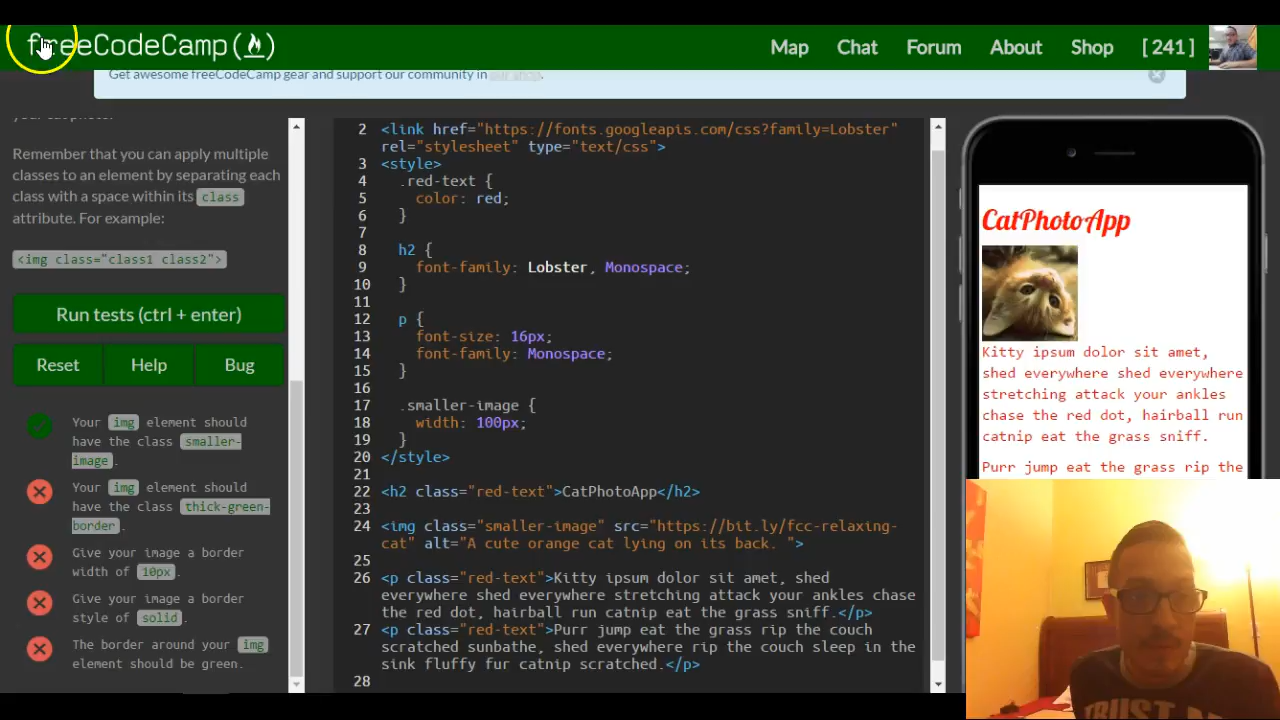 freeCodeCamp
Map
Chat
Forum
About
Shop
[ 241 ]
Get awesome freeCodeCamp gear and support our community in
Remember that you can apply multiple
classes to an element by separating each
class with a space within its class
attribute. For example:
<img class="class1 class2">
Run tests (ctrl + enter)
Reset
Help
Bug
Your img element should
have the class smaller-
image.
Your img element should
have the class thick-green-
border.
Give your image a border
width of 10px.
Give your image a border
style of solid.
The border around your img
element should be green.
2 <link href="https://fonts.googleapis.com/css?family=Lobster"
rel="stylesheet" type="text/css">
3 <style>
4 .red-text {
5 color: red;
6 }
7
8 h2 {
9 font-family: Lobster, Monospace;
10 }
11
12 p {
13 font-size: 16px;
14 font-family: Monospace;
15 }
16
17 .smaller-image {
18 width: 100px;
19 }
20 </style>
21
22 <h2 class="red-text">CatPhotoApp</h2>
23
24 <img class="smaller-image" src="https://bit.ly/fcc-relaxing-
cat" alt="A cute orange cat lying on its back. ">
25
26 <p class="red-text">Kitty ipsum dolor sit amet, shed
everywhere shed everywhere stretching attack your ankles chase
the red dot, hairball run catnip eat the grass sniff.</p>
27 <p class="red-text">Purr jump eat the grass rip the couch
scratched sunbathe, shed everywhere rip the couch sleep in the
sink fluffy fur catnip scratched.</p>
28
CatPhotoApp
Kitty ipsum dolor sit amet,
shed everywhere shed everywhere
stretching attack your ankles
chase the red dot, hairball run
catnip eat the grass sniff.
Purr jump eat the grass rip the